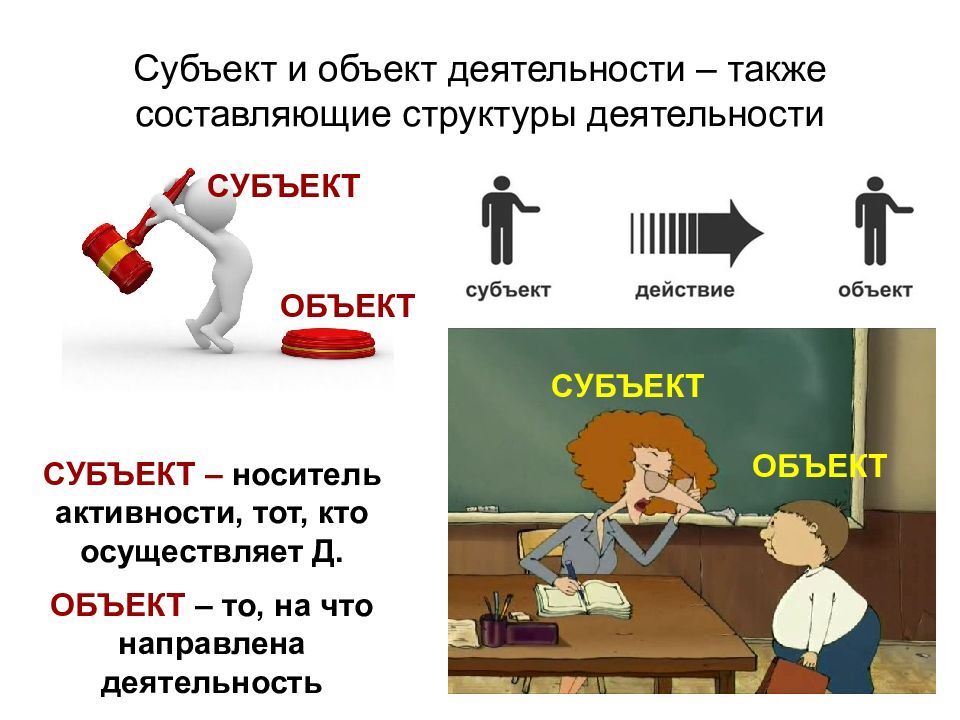 Субъект и объект деятельности – также
составляющие структуры деятельности
СУБЪЕКТ
ОБЪЕКТ
субъект
действие
объект
СУБЪЕКТ
ОБЪЕКТ
СУБЪЕКТ – носитель
активности, тот, кто
осуществляет Д.
ОБЪЕКТ – то, на что
направлена
деятельность